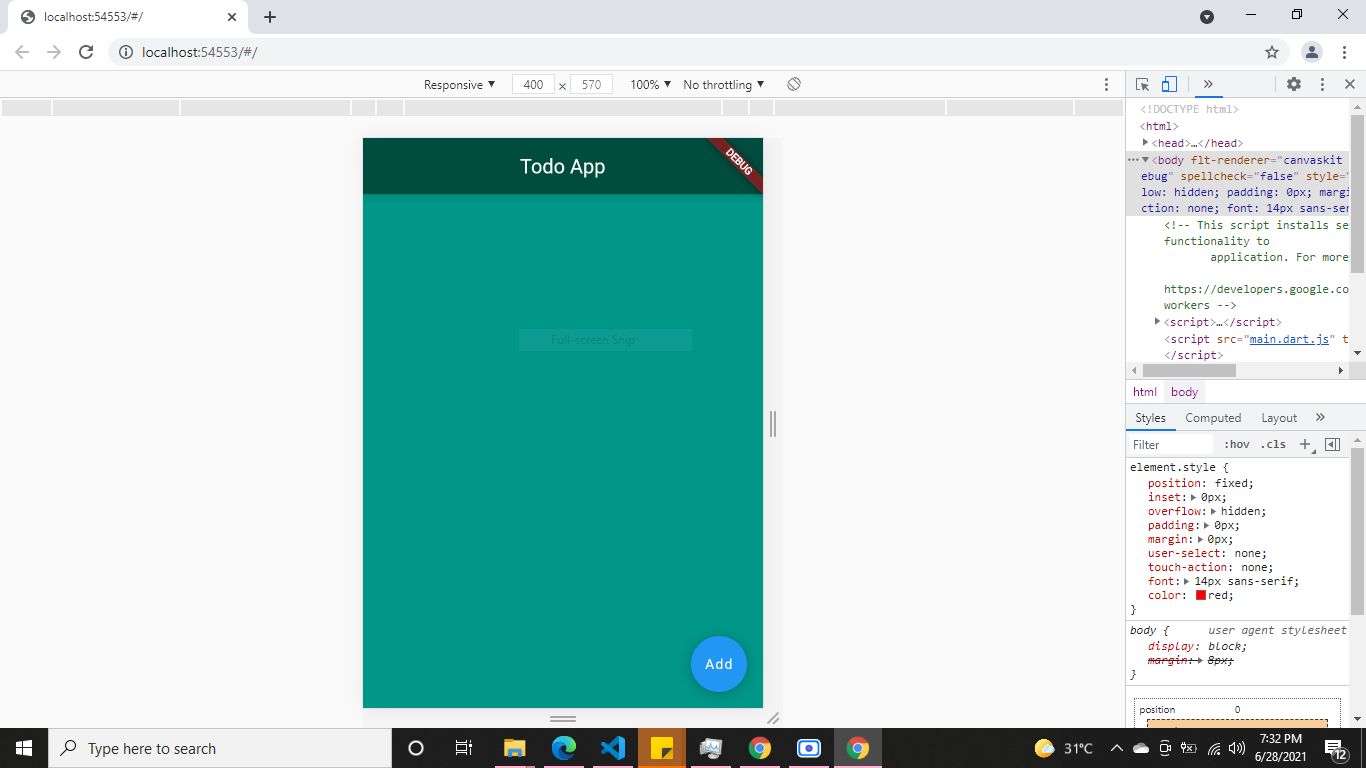 localhost:54553/#/
localhost:54553/#/
Responsive 400 x 570 100% No throttling
Todo App
DEBUG
Full-screen Snip
Add
<!DOCTYPE html>
<html>
<head>…</head>
<body flt-renderer="canvaskit
ebug" spellcheck="false" style="
low: hidden; padding: 0px; margi
ction: none; font: 14px sans-ser
<!-- This script installs se
functionality to
application. For more
https://developers.google.co
workers -->
<script>…</script>
<script src="main.dart.js" t
</script>
html body
Styles Computed Layout
Filter :hov .cls
element.style {
position: fixed;
inset: 0px;
overflow: hidden;
padding: 0px;
margin: 0px;
user-select: none;
touch-action: none;
font: 14px sans-serif;
color: red;
}
body { user agent stylesheet
display: block;
margin: 8px;
}
position 0
Type here to search
31°C
7:32 PM
6/28/2021
12